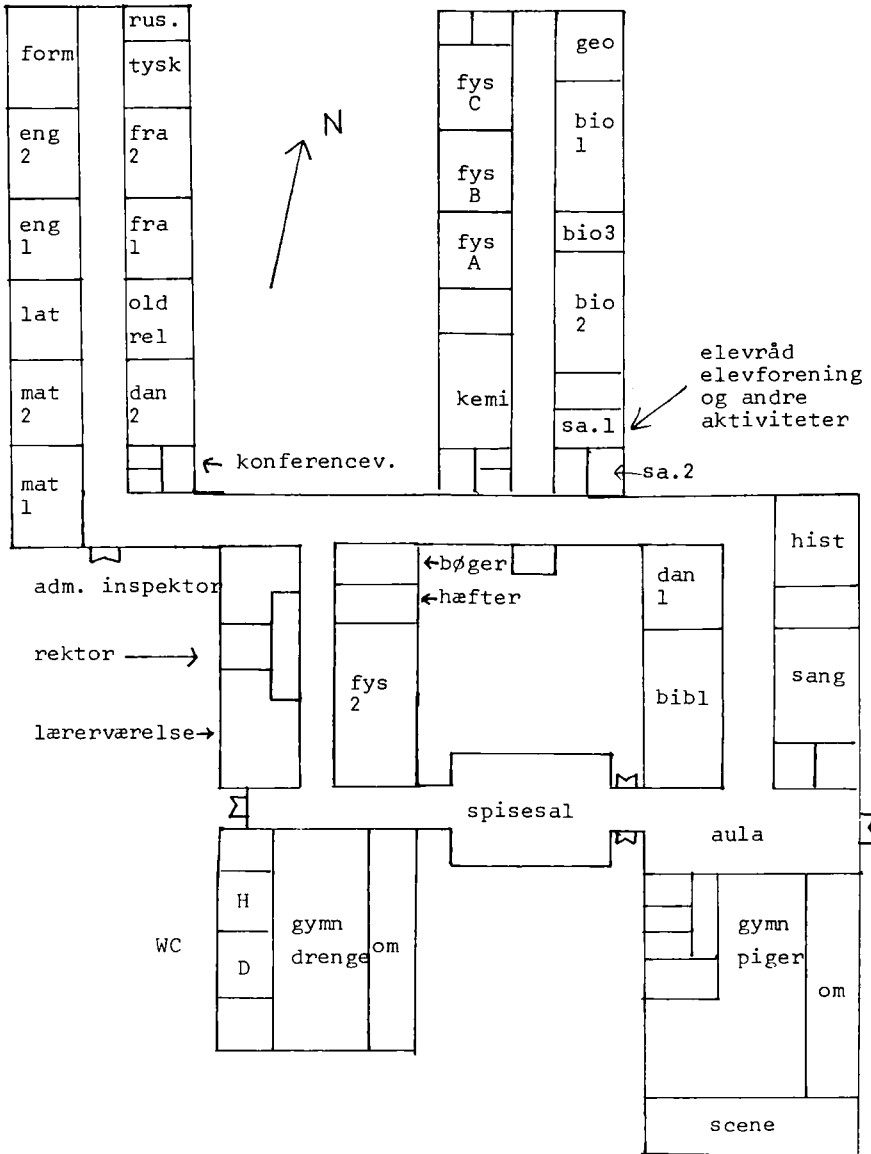 rus.
form
tysk
eng
2
fra
2
eng
1
fra
1
lat
old
rel
mat
2
dan
2
mat
1
konferencev.
N
geo
fys
C
bio
1
fys
B
fys
A
bio3
bio
2
kemi
sa.1
elevråd
elevforening
og andre
aktiviteter
sa.2
hist
bøger
hæfter
dan
1
adm. inspektor
rektor
lærerværelse
fys
2
bibl
sang
spisesal
aula
WC
H
D
gymn
drenge
om
gymn
piger
om
scene